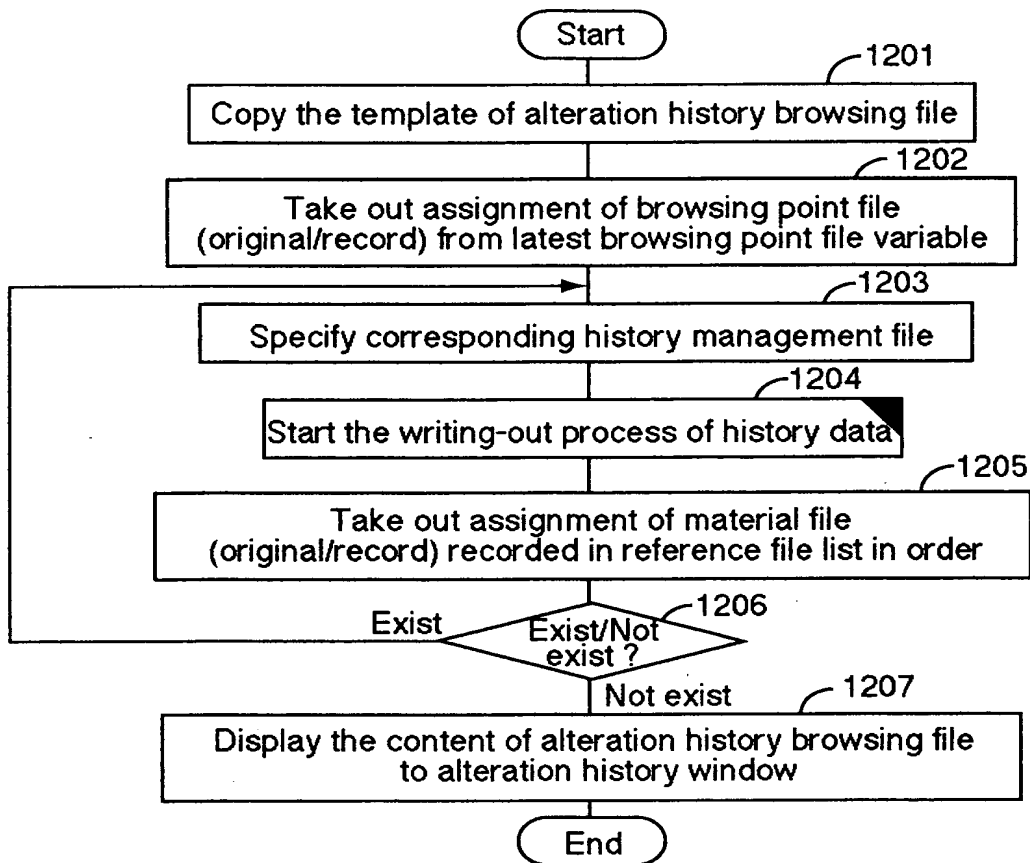 Start
1201
Copy the template of alteration history browsing file
1202
Take out assignment of browsing point file
(original/record) from latest browsing point file variable
1203
Specify corresponding history management file
1204
Start the writing-out process of history data
1205
Take out assignment of material file
(original/record) recorded in reference file list in order
1206
Exist
Exist/Not
exist ?
Not exist
1207
Display the content of alteration history browsing file
to alteration history window
End